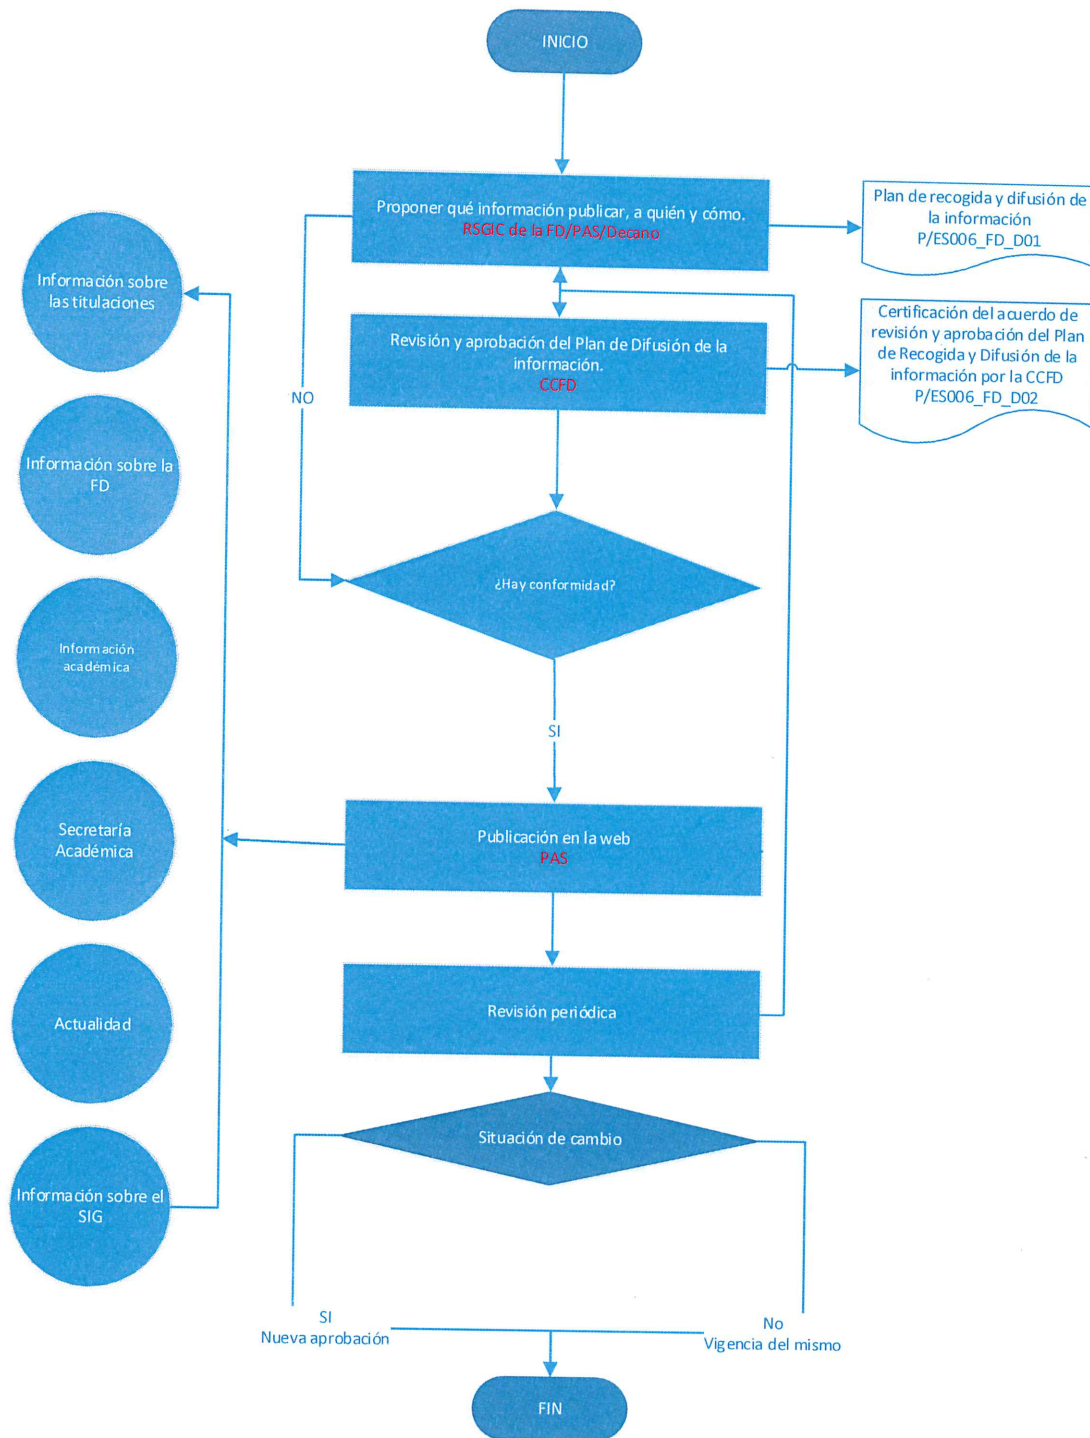 INICIO
Proponer qué información publicar, a quién y cómo.
RSGIC de la FD/PAS/Decano
Plan de recogida y difusión de
la información
P/ES006_FD_D01
Revisión y aprobación del Plan de Difusión de la
información.
CCFD
Certificación del acuerdo de
revisión y aprobación del Plan
de Recogida y Difusión de la
información por la CCFD
P/ES006_FD_D02
NO
¿Hay conformidad?
SI
Publicación en la web
PAS
Información sobre
las titulaciones
Información sobre la
FD
Información
académica
Secretaría
Académica
Actualidad
Información sobre el
SIG
Revisión periódica
Situación de cambio
SI
Nueva aprobación
No
Vigencia del mismo
FIN